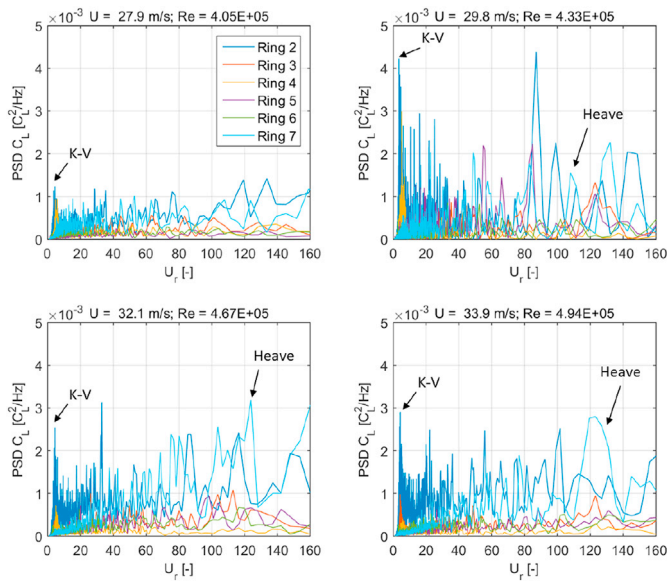 ×10⁻³ U = 27.9 m/s; Re = 4.05E+05
PSD C_L [C_L²/Hz]
5
4
3
2
1
0
K-V
Ring 2
Ring 3
Ring 4
Ring 5
Ring 6
Ring 7
0 20 40 60 80 100 120 140 160
U_r [-]
×10⁻³ U = 29.8 m/s; Re = 4.33E+05
PSD C_L [C_L²/Hz]
5
4
3
2
1
0
K-V
Heave
0 20 40 60 80 100 120 140 160
U_r [-]
×10⁻³ U = 32.1 m/s; Re = 4.67E+05
PSD C_L [C_L²/Hz]
5
4
3
2
1
0
K-V
Heave
0 20 40 60 80 100 120 140 160
U_r [-]
×10⁻³ U = 33.9 m/s; Re = 4.94E+05
PSD C_L [C_L²/Hz]
5
4
3
2
1
0
K-V
Heave
0 20 40 60 80 100 120 140 160
U_r [-]